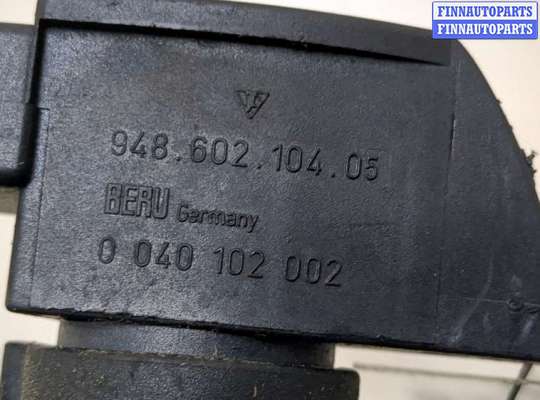 FINNAUTOPARTS
FINNAUTOPARTS
948.602.104.05
BERU Germany
0 040 102 002